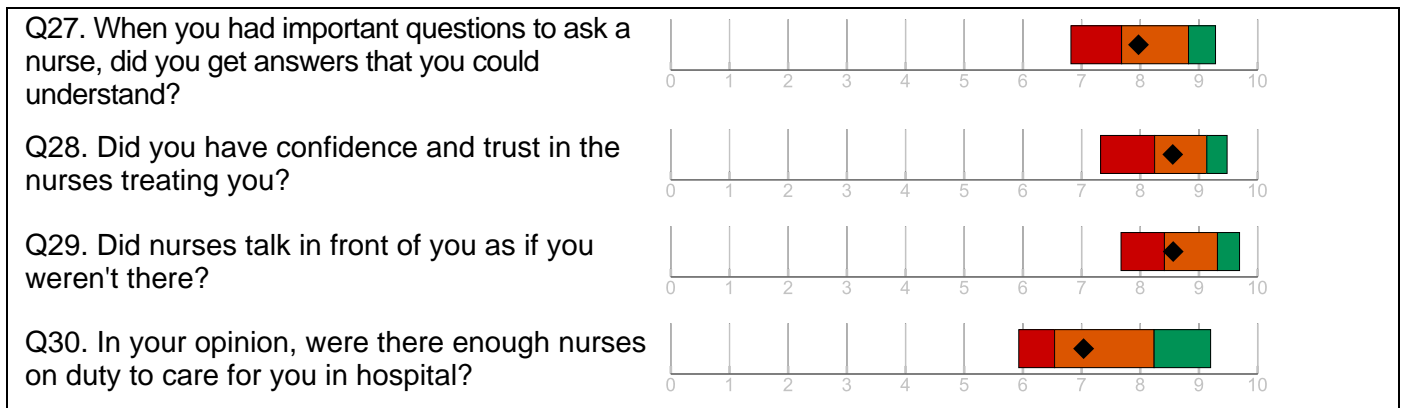 Q27. When you had important questions to ask a
nurse, did you get answers that you could
understand?
0 1 2 3 4 5 6 7 8 9 10
Q28. Did you have confidence and trust in the
nurses treating you?
0 1 2 3 4 5 6 7 8 9 10
Q29. Did nurses talk in front of you as if you
weren't there?
0 1 2 3 4 5 6 7 8 9 10
Q30. In your opinion, were there enough nurses
on duty to care for you in hospital?
0 1 2 3 4 5 6 7 8 9 10